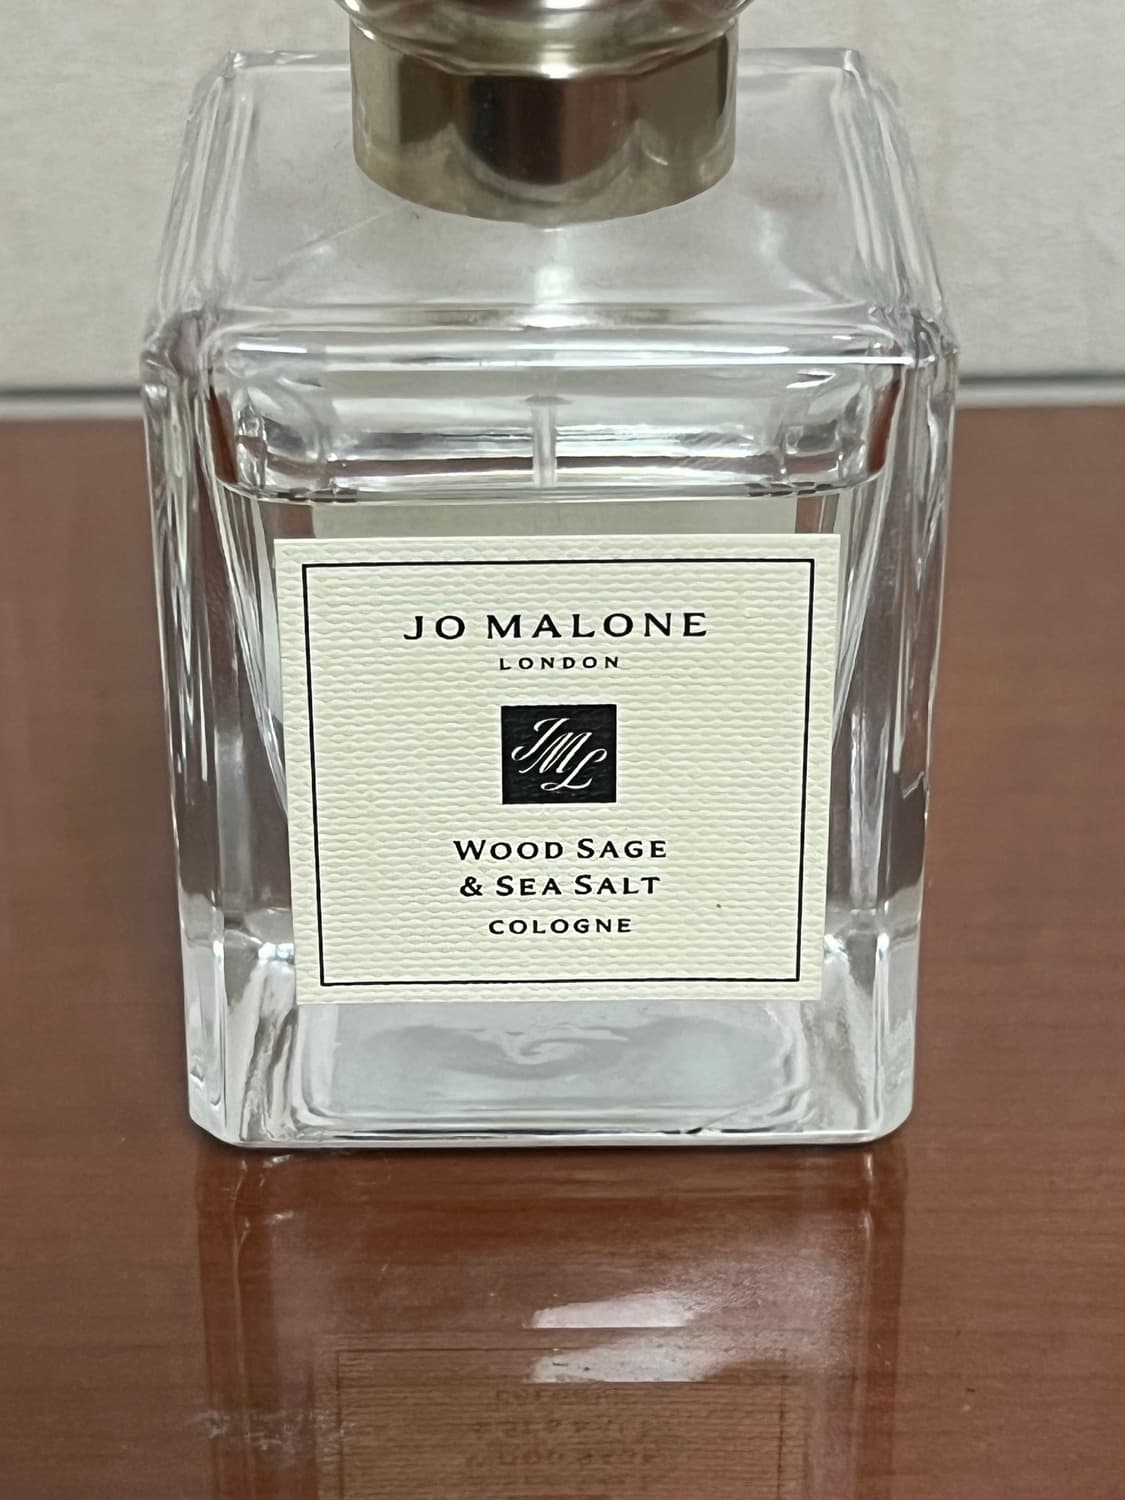 JO MALONE
LONDON
JML
WOOD SAGE
& SEA SALT
COLOGNE